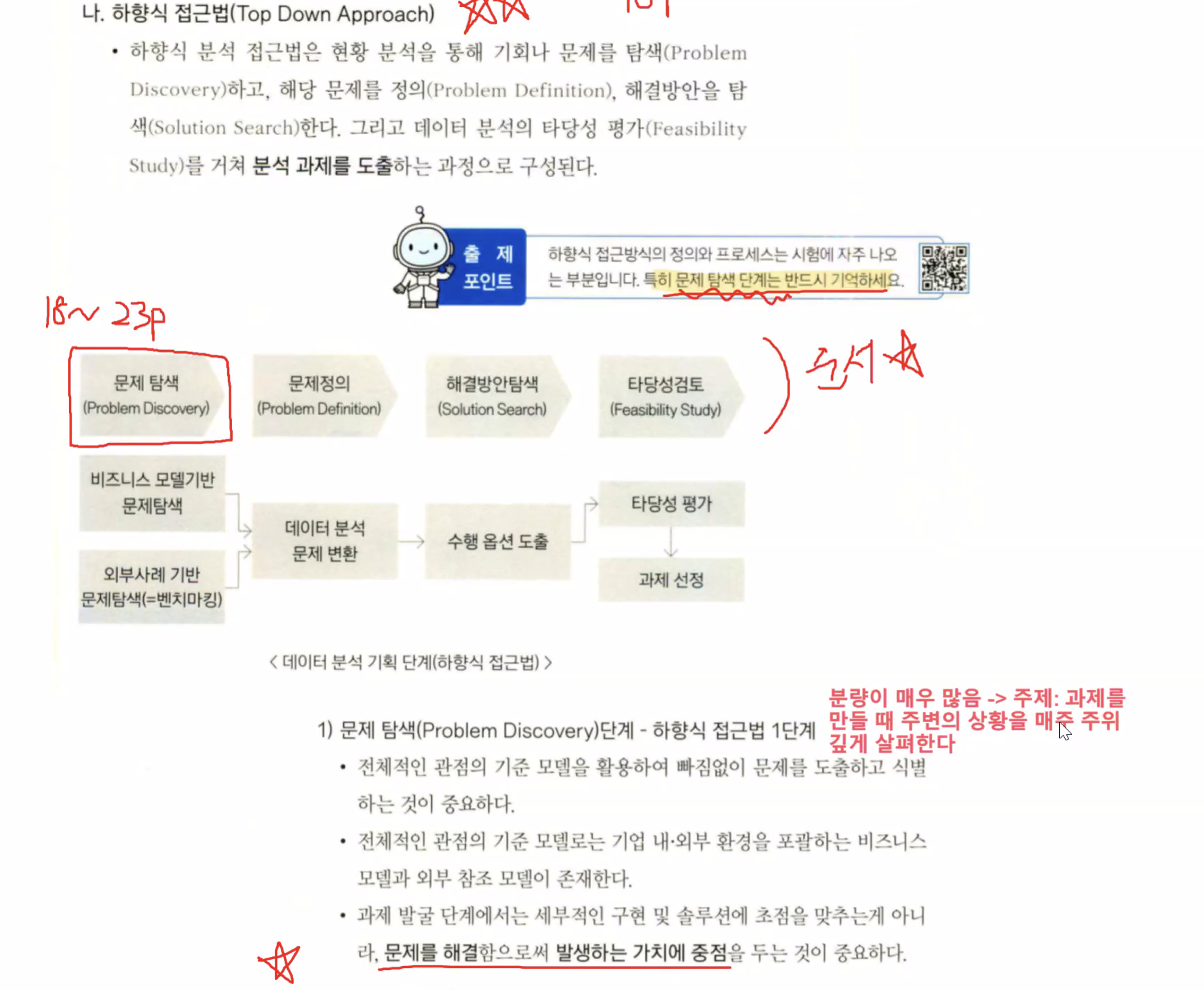 나. 하향식 접근법(Top Down Approach)
• 하향식 분석 접근법은 현황 분석을 통해 기회나 문제를 탐색(Problem
Discovery)하고, 해당 문제를 정의(Problem Definition), 해결방안을 탐
색(Solution Search)한다. 그리고 데이터 분석의 타당성 평가(Feasibility
Study)를 거쳐 분석 과제를 도출하는 과정으로 구성된다.
출 제
포인트
하향식 접근방식의 정의와 프로세스는 시험에 자주 나오
는 부분입니다. 특히 문제 탐색 단계는 반드시 기억하세요.
18~23p
문제 탐색
(Problem Discovery)
문제정의
(Problem Definition)
해결방안탐색
(Solution Search)
타당성검토
(Feasibility Study)
순서
비즈니스 모델기반
문제탐색
외부사례 기반
문제탐색(=벤치마킹)
데이터 분석
문제 변환
수행 옵션 도출
타당성 평가
과제 선정
< 데이터 분석 기획 단계(하향식 접근법) >
분량이 매우 많음 -> 주제: 과제를
만들 때 주변의 상황을 매주 주위
깊게 살펴한다
1) 문제 탐색(Problem Discovery)단계 - 하향식 접근법 1단계
• 전체적인 관점의 기준 모델을 활용하여 빠짐없이 문제를 도출하고 식별
하는 것이 중요하다.
• 전체적인 관점의 기준 모델로는 기업 내·외부 환경을 포괄하는 비즈니스
모델과 외부 참조 모델이 존재한다.
• 과제 발굴 단계에서는 세부적인 구현 및 솔루션에 초점을 맞추는게 아니
라, 문제를 해결함으로써 발생하는 가치에 중점을 두는 것이 중요하다.